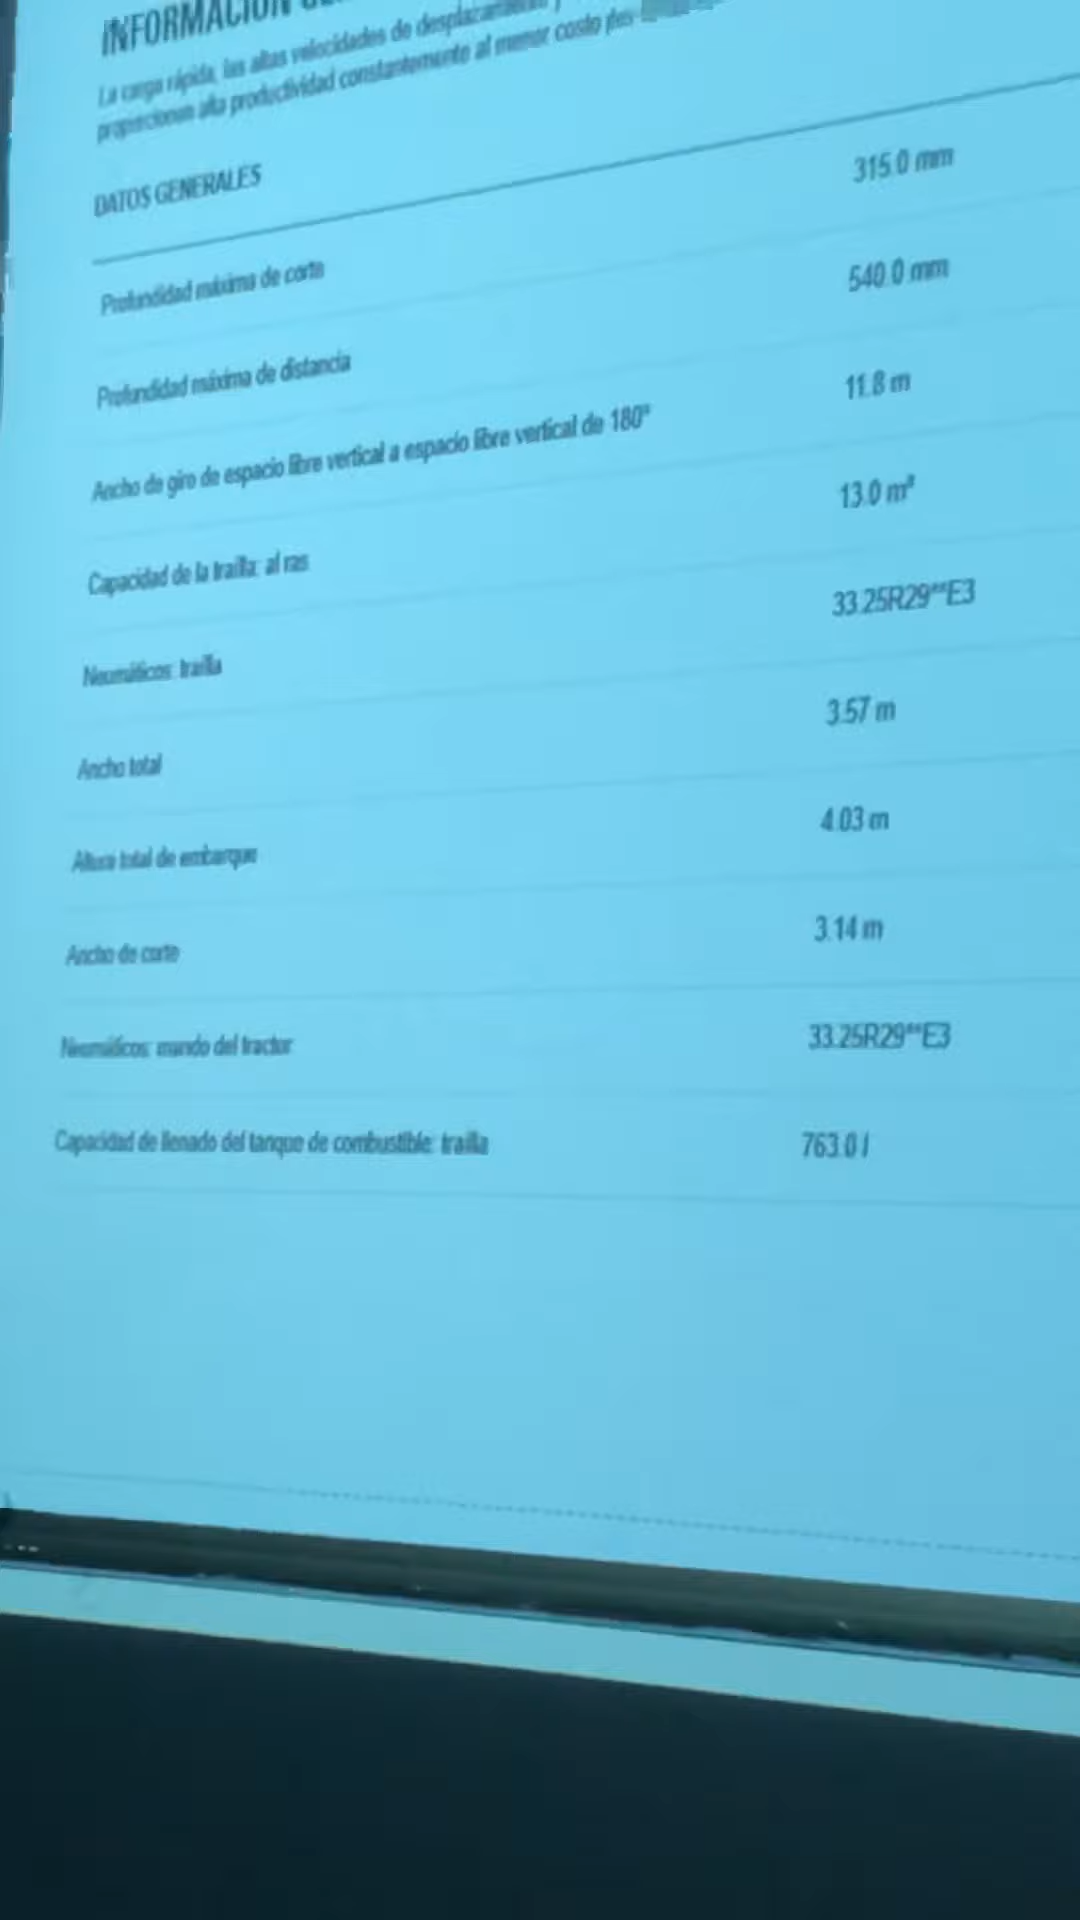 INFORMACIÓN
La carga rápida, las altas velocidades de desplazamiento y
proporcionan alta productividad constantemente al menor costo
DATOS GENERALES
Profundidad máxima de corte 315.0 mm
Profundidad máxima de distancia 540.0 mm
Ancho de giro de espacio libre vertical a espacio libre vertical de 180° 11.8 m
Capacidad de la trailla: al ras 13.0 m³
Neumáticos: trailla 33.25R29**E3
Ancho total 3.57 m
Altura total de embarque 4.03 m
Ancho de corte 3.14 m
Neumáticos: mando del tractor 33.25R29**E3
Capacidad de llenado del tanque de combustible: trailla 763.0 l